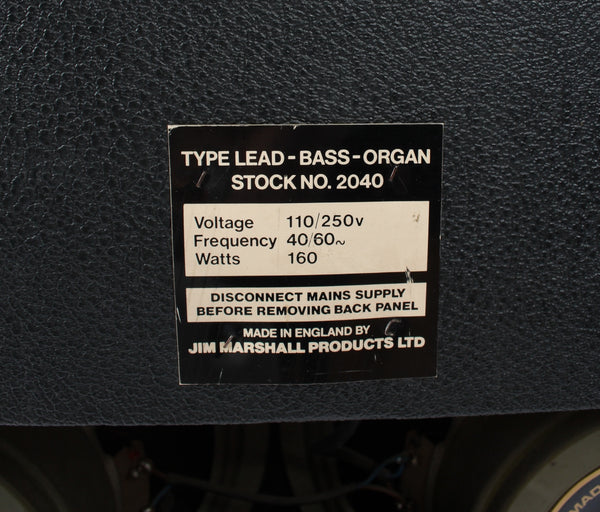 TYPE LEAD-BASS-ORGAN
STOCK NO. 2040
Voltage 110/250v
Frequency 40/60~
Watts 160
DISCONNECT MAINS SUPPLY
BEFORE REMOVING BACK PANEL
MADE IN ENGLAND BY
JIM MARSHALL PRODUCTS LTD
MAD